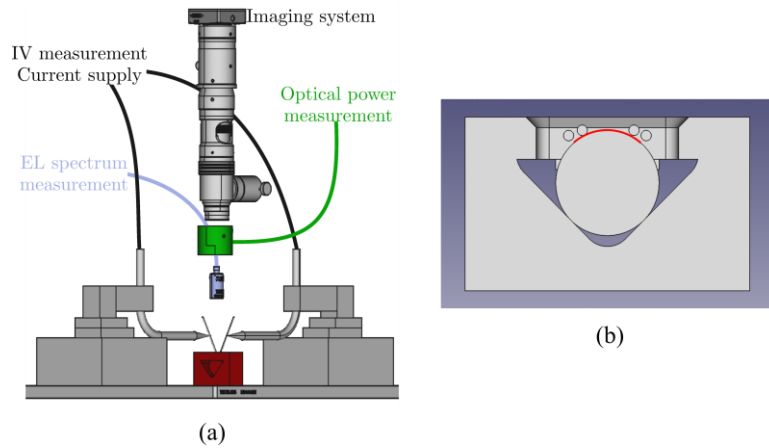 Imaging system
IV measurement
Current supply
Optical power
measurement
EL spectrum
measurement
(a)
(b)